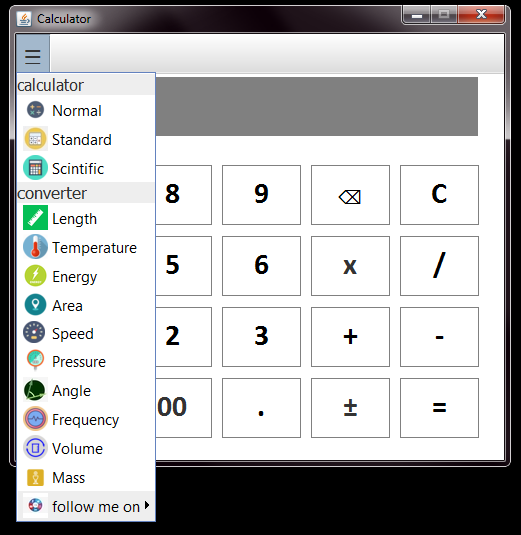 Calculator
☰
calculator
Normal
Standard
Scintific
converter
Length
Temperature
Energy
Area
Speed
Pressure
Angle
Frequency
Volume
Mass
follow me on
8 9 ⌫ C
5 6 x /
2 3 + -
00 . ± =